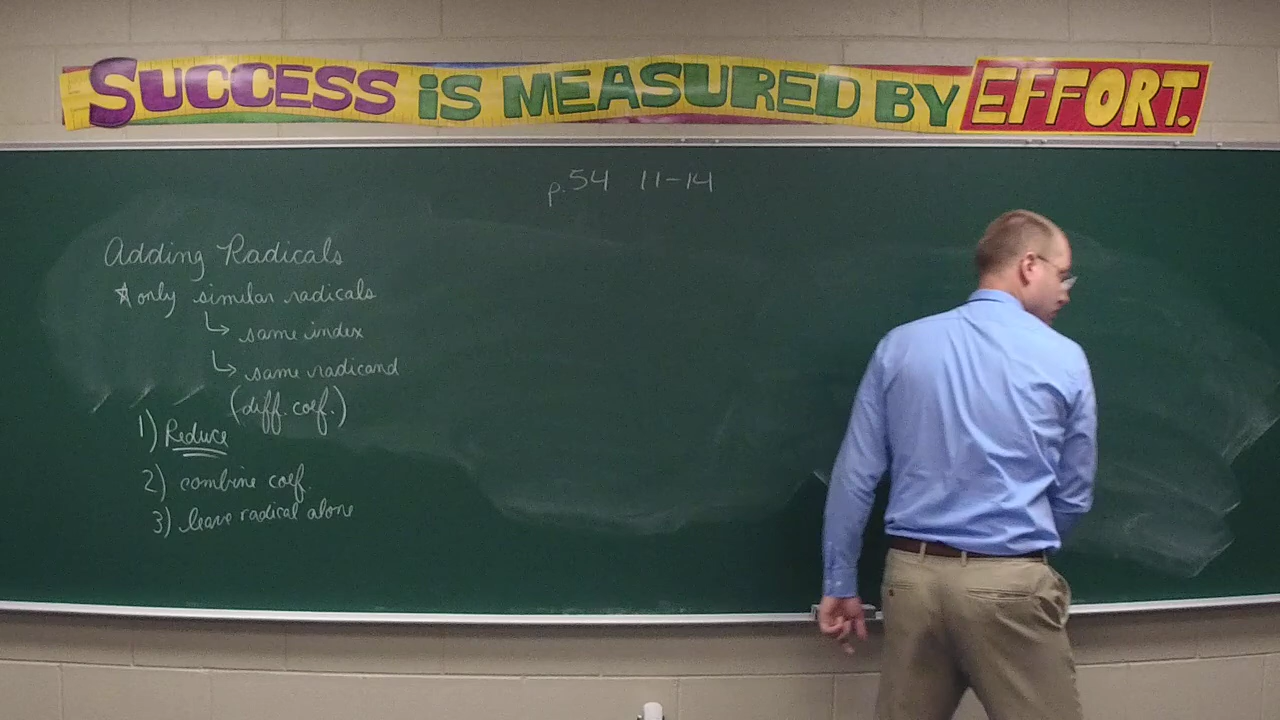 SUCCESS iS MEASURED BY EFFORT.
p. 54 11-14
Adding Radicals
☆ only similar radicals
↳ same index
↳ same radicand
(diff. coef.)
1) Reduce
2) combine coef.
3) leave radical alone